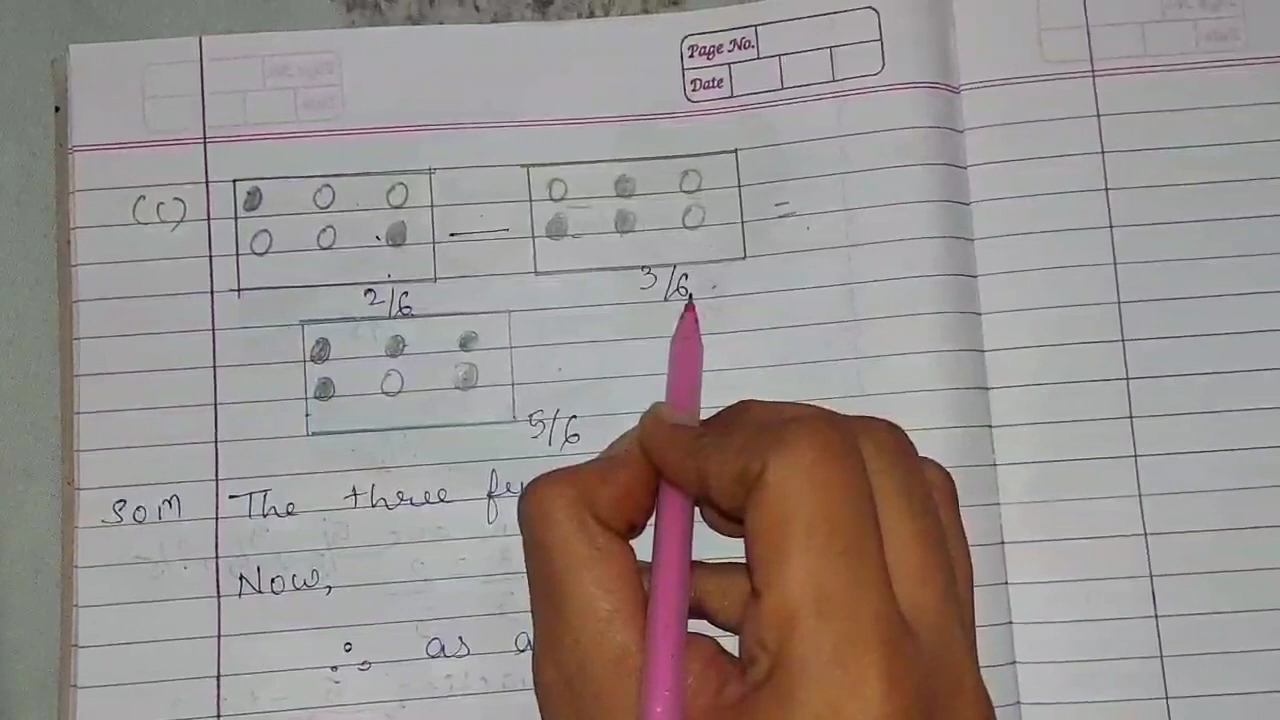 Page No.
Date
(c) — =
2/6
3/6
5/6
Som The three
Now,
∴ as